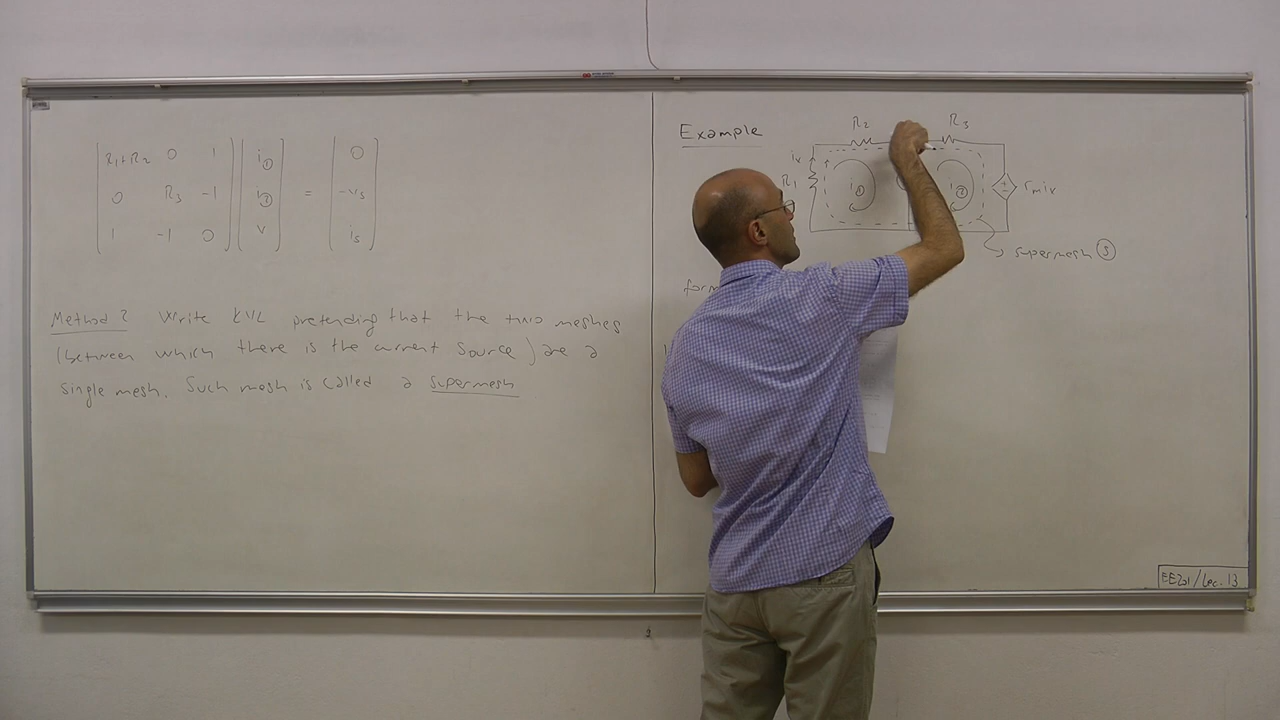 R1+R2 0 1 i① 0
0 R3 -1 i② = -vs
1 -1 0 v is
Method 2 Write KVL pretending that the two meshes
(between which there is the current source) are a
single mesh. Such mesh is called a supermesh
Example
R2 R3
ix
R1 i① i② rmix
supermesh Ⓢ
EE201/Lec. 13